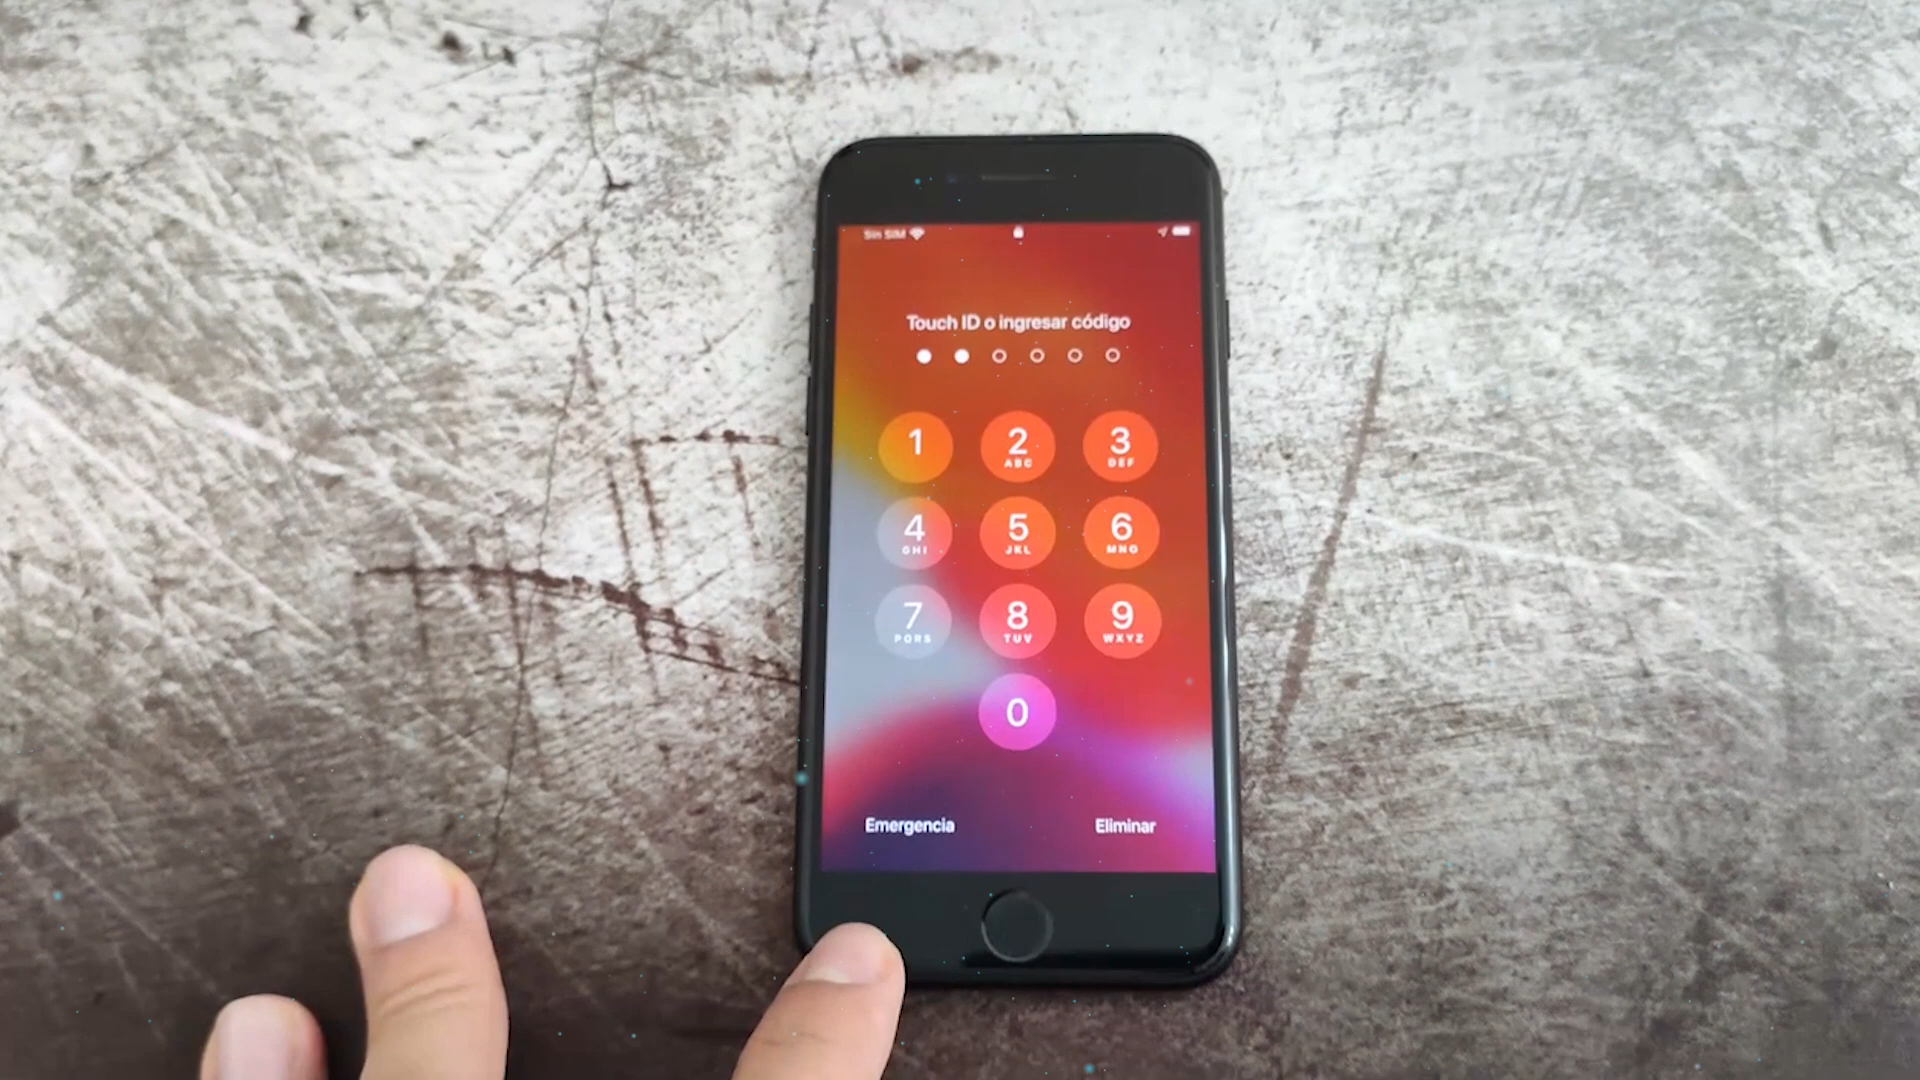 Sin SIM
Touch ID o ingresar código
1 2 3
ABC DEF
4 5 6
GHI JKL MNO
7 8 9
PQRS TUV WXYZ
0
Emergencia Eliminar